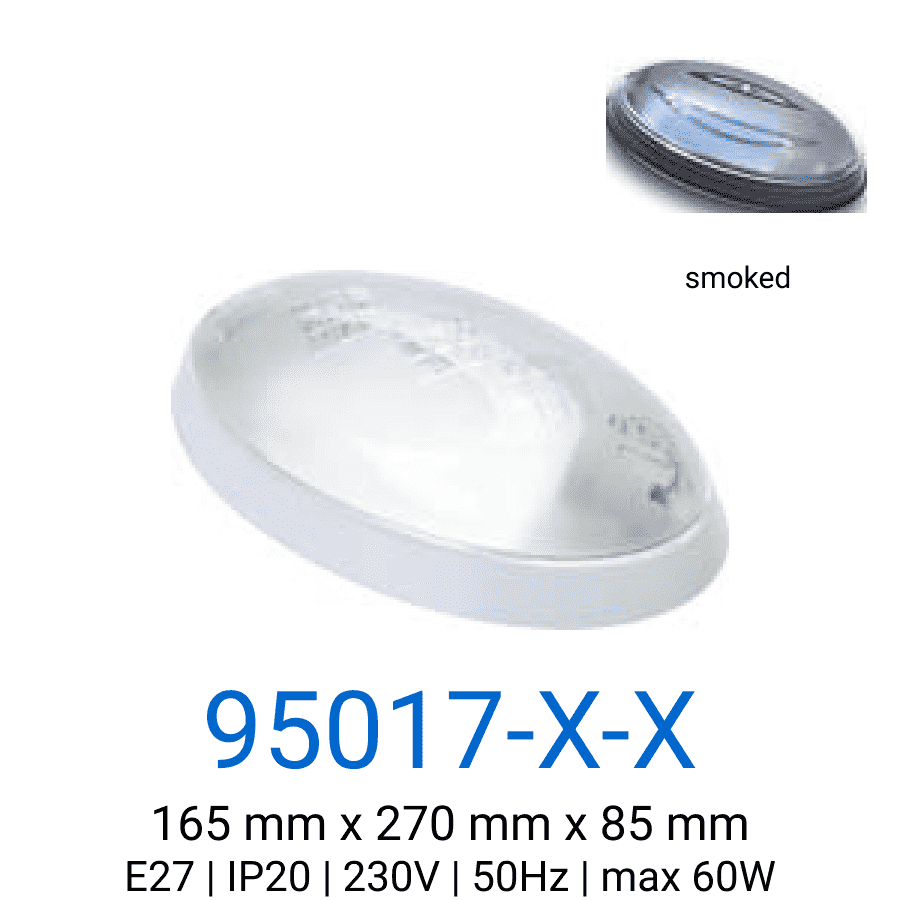 smoked
95017-X-X
165 mm x 270 mm x 85 mm
E27 | IP20 | 230V | 50Hz | max 60W